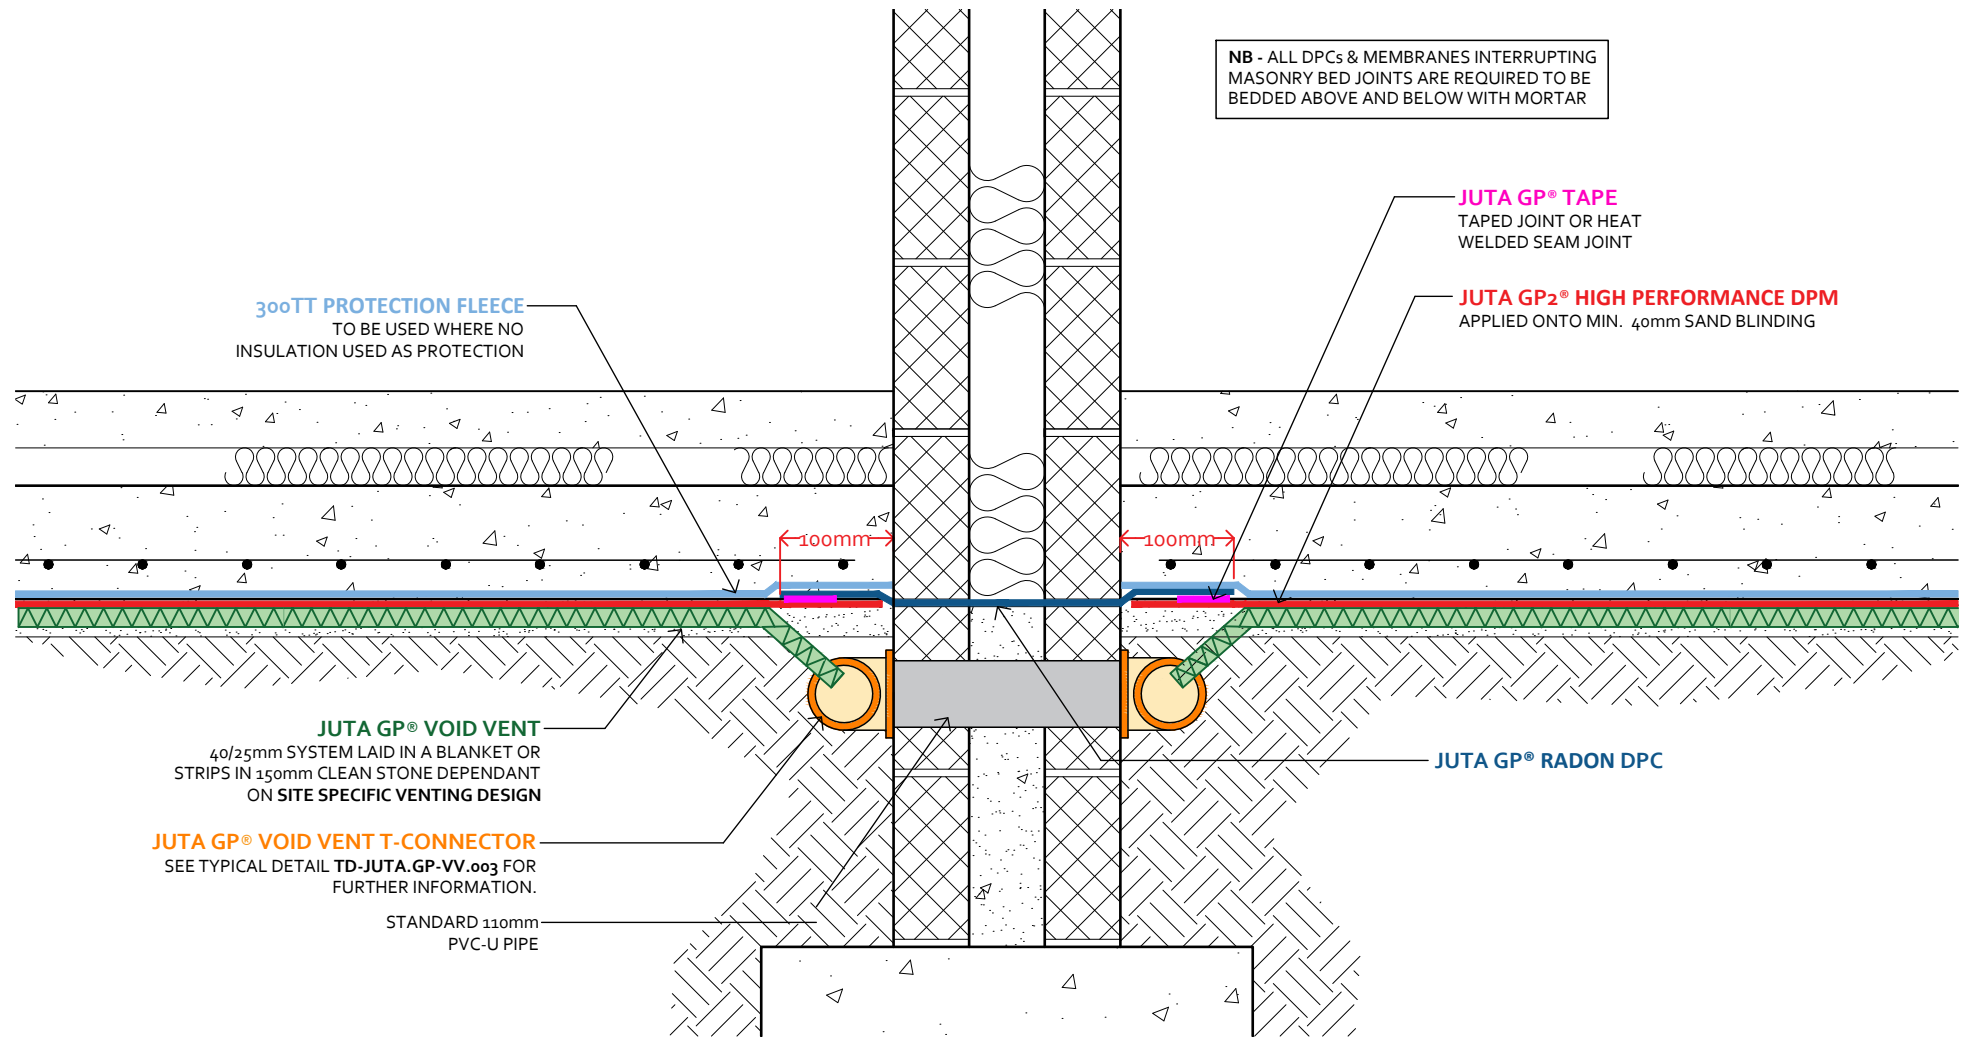 NB - ALL DPCs & MEMBRANES INTERRUPTING
MASONRY BED JOINTS ARE REQUIRED TO BE
BEDDED ABOVE AND BELOW WITH MORTAR
JUTA GP® TAPE
TAPED JOINT OR HEAT
WELDED SEAM JOINT
JUTA GP2® HIGH PERFORMANCE DPM
APPLIED ONTO MIN. 40mm SAND BLINDING
300TT PROTECTION FLEECE
TO BE USED WHERE NO
INSULATION USED AS PROTECTION
100mm
100mm
JUTA GP® VOID VENT
40/25mm SYSTEM LAID IN A BLANKET OR
STRIPS IN 150mm CLEAN STONE DEPENDANT
ON SITE SPECIFIC VENTING DESIGN
JUTA GP® RADON DPC
JUTA GP® VOID VENT T-CONNECTOR
SEE TYPICAL DETAIL TD-JUTA.GP-VV.003 FOR
FURTHER INFORMATION.
STANDARD 110mm
PVC-U PIPE